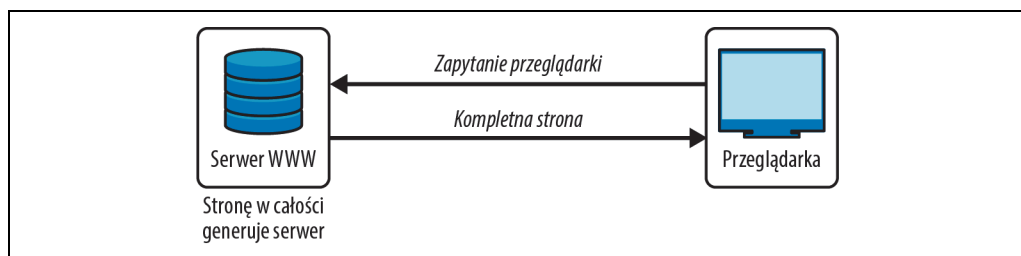 Zapytanie przeglądarki
Kompletna strona
Serwer WWW
Przeglądarka
Stronę w całości
generuje serwer